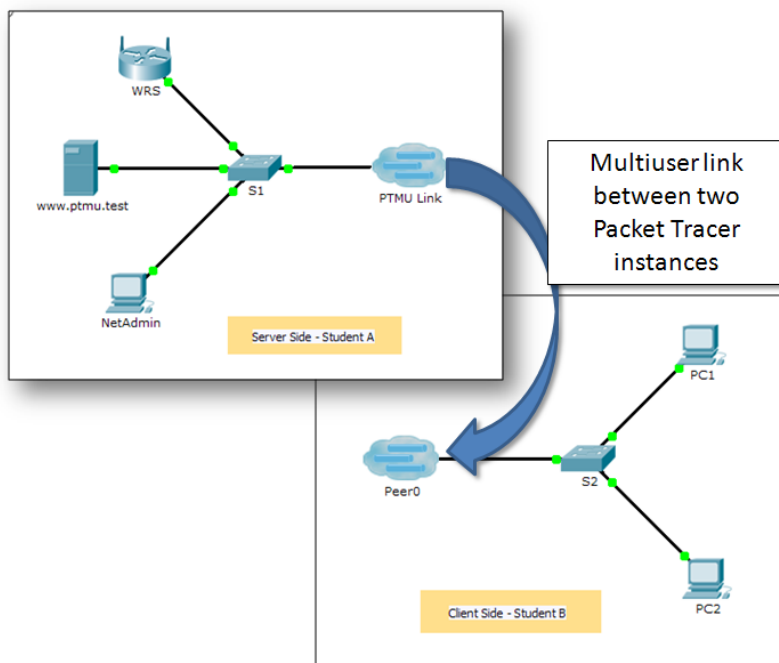 WRS
www.ptmu.test
S1
PTMU Link
NetAdmin
Server Side - Student A
Multiuser link
between two
Packet Tracer
instances
PC1
Peer0
S2
PC2
Client Side - Student B